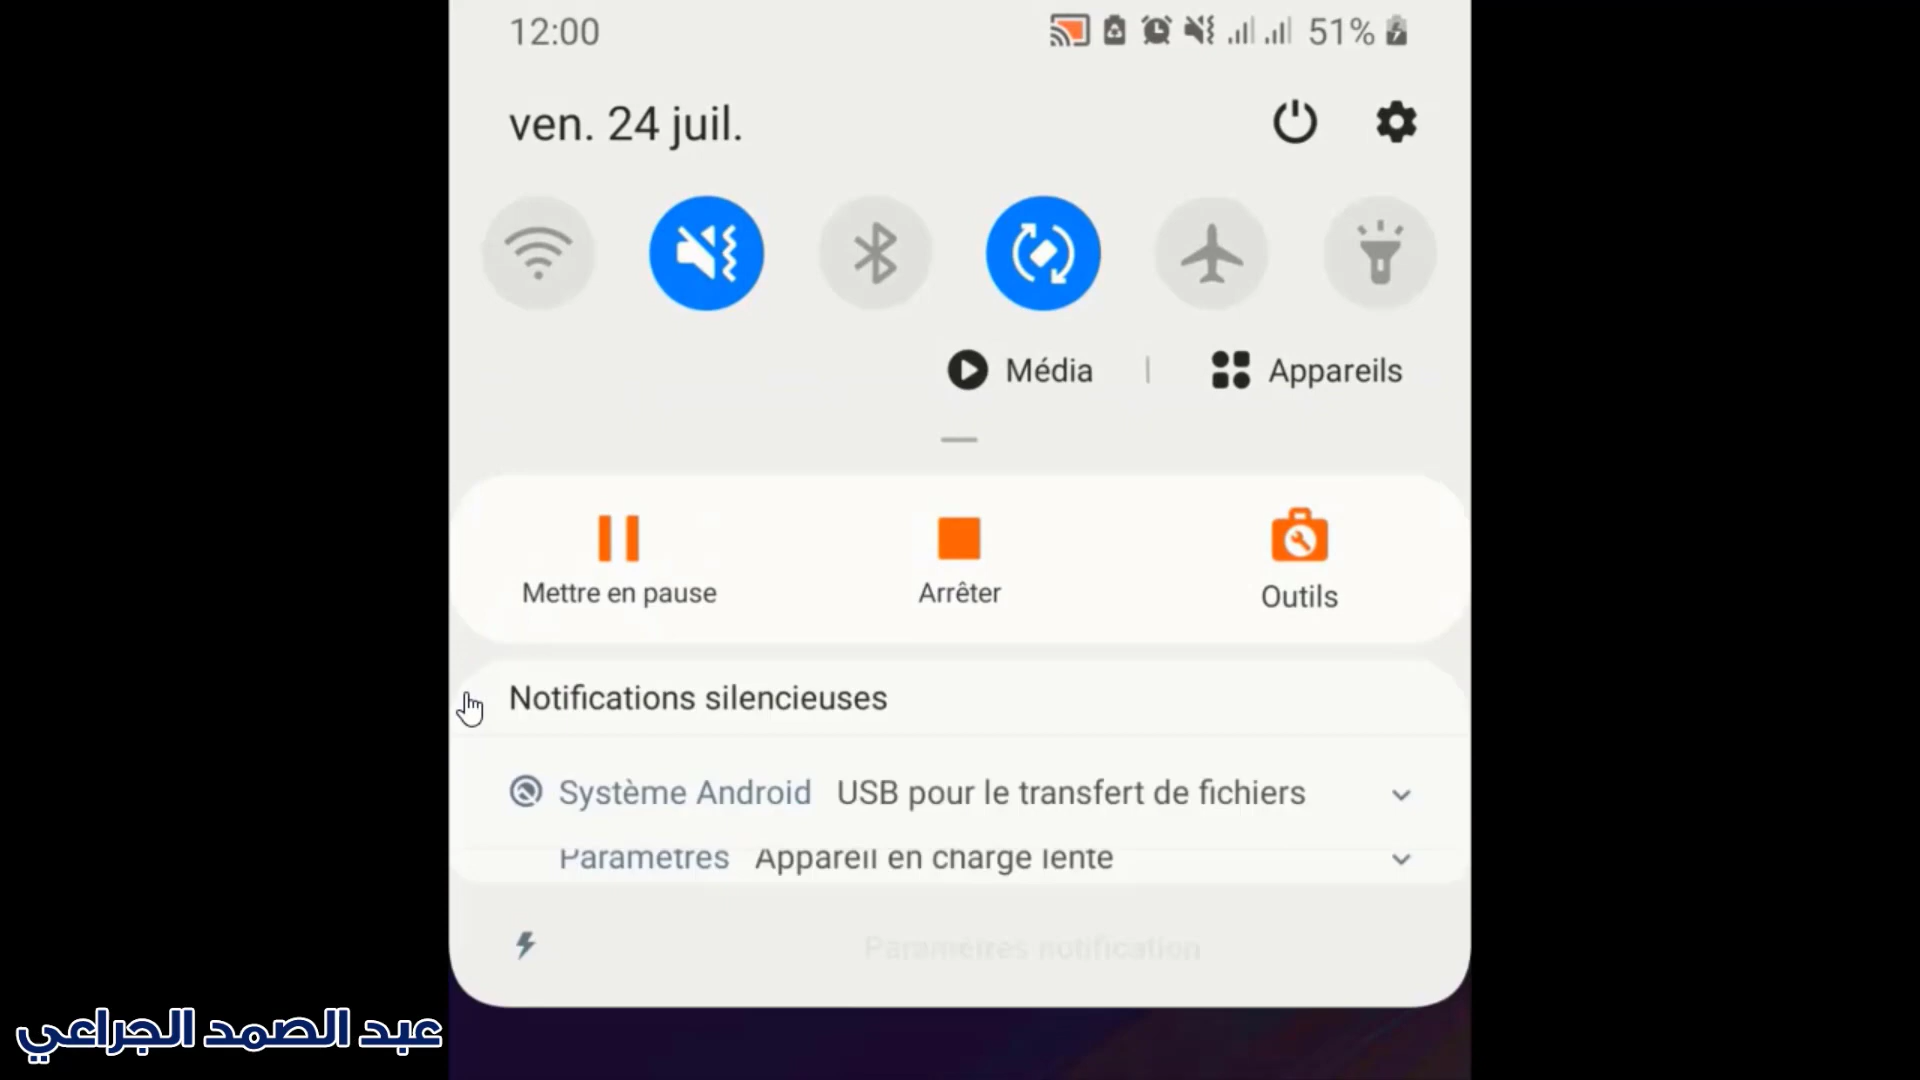 12:00 51%
ven. 24 juil.
Média | Appareils
Mettre en pause Arrêter Outils
Notifications silencieuses
Système Android USB pour le transfert de fichiers
Paramètres Appareil en charge lente
Paramètres notification
عبد الصمد الجراعي